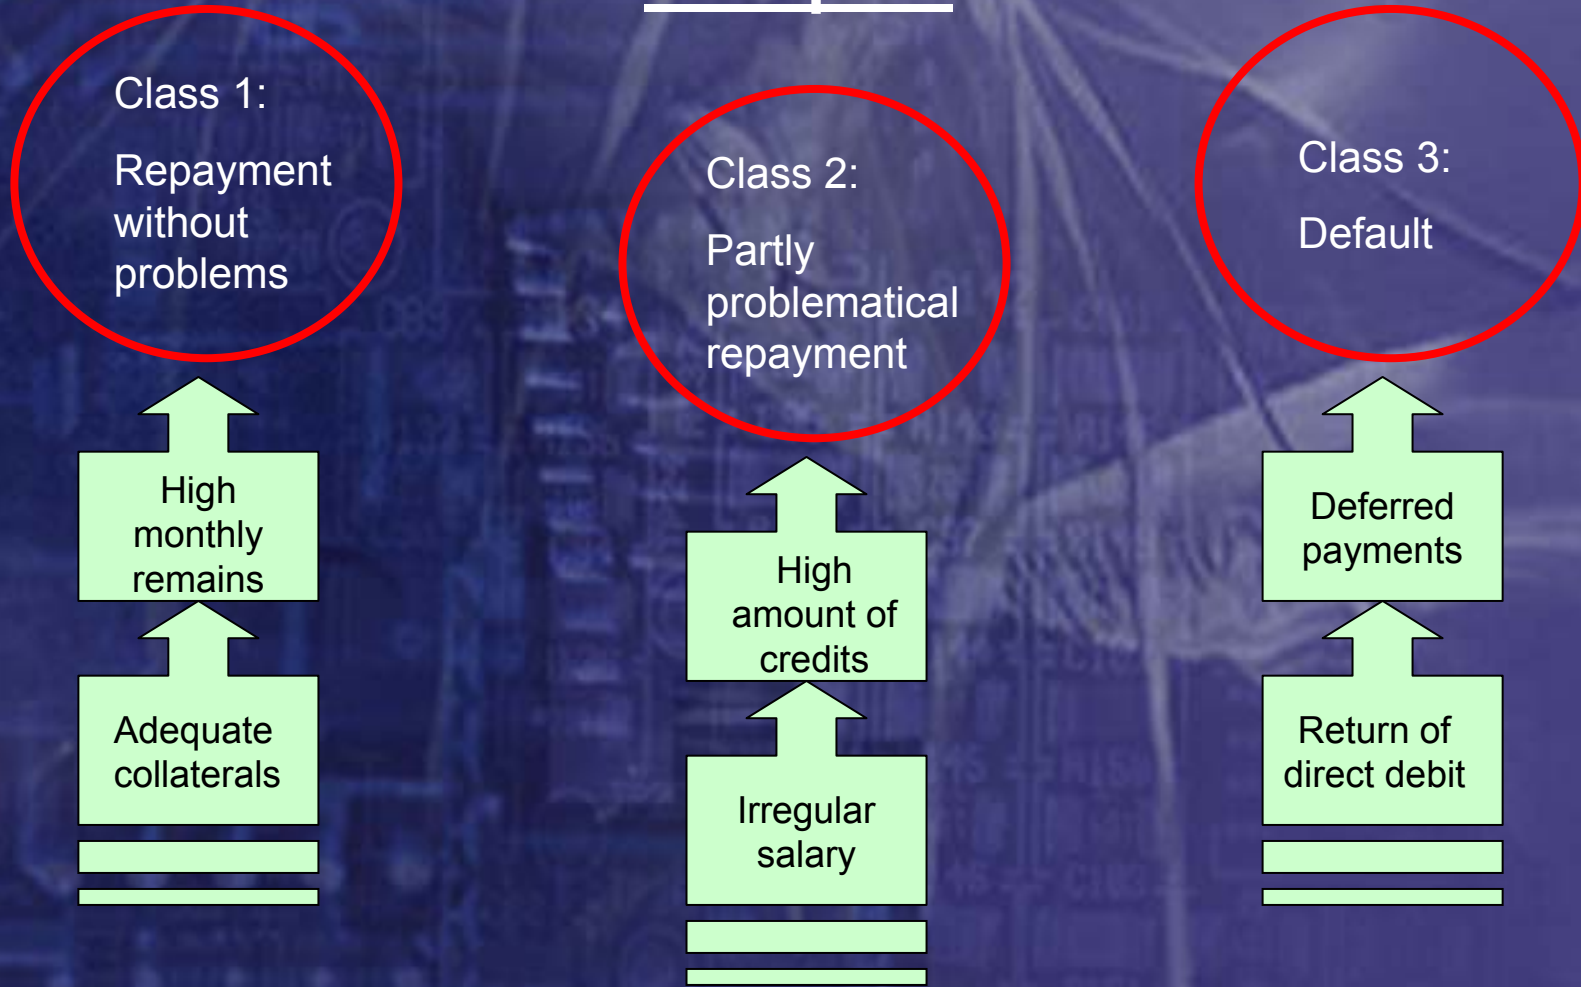 Class 1:
Repayment
without
problems
High
monthly
remains
Adequate
collaterals
Class 2:
Partly
problematical
repayment
High
amount of
credits
Irregular
salary
Class 3:
Default
Deferred
payments
Return of
direct debit